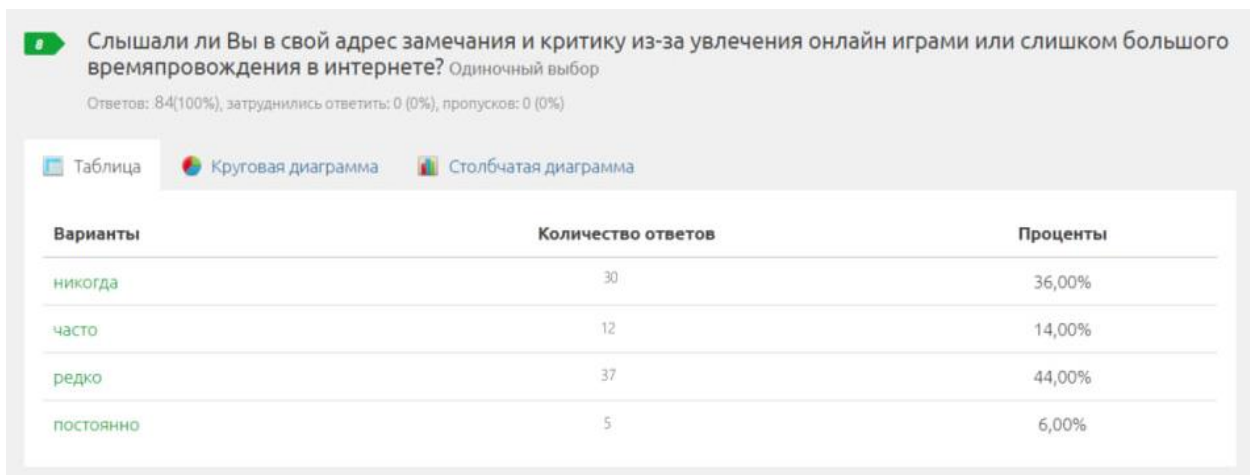 8 Слышали ли Вы в свой адрес замечания и критику из-за увлечения онлайн играми или слишком большого
времяпровождения в интернете? Одиночный выбор
Ответов: 84(100%), затруднились ответить: 0 (0%), пропусков: 0 (0%)
Таблица Круговая диаграмма Столбчатая диаграмма
Варианты Количество ответов Проценты
никогда 30 36,00%
часто 12 14,00%
редко 37 44,00%
постоянно 5 6,00%